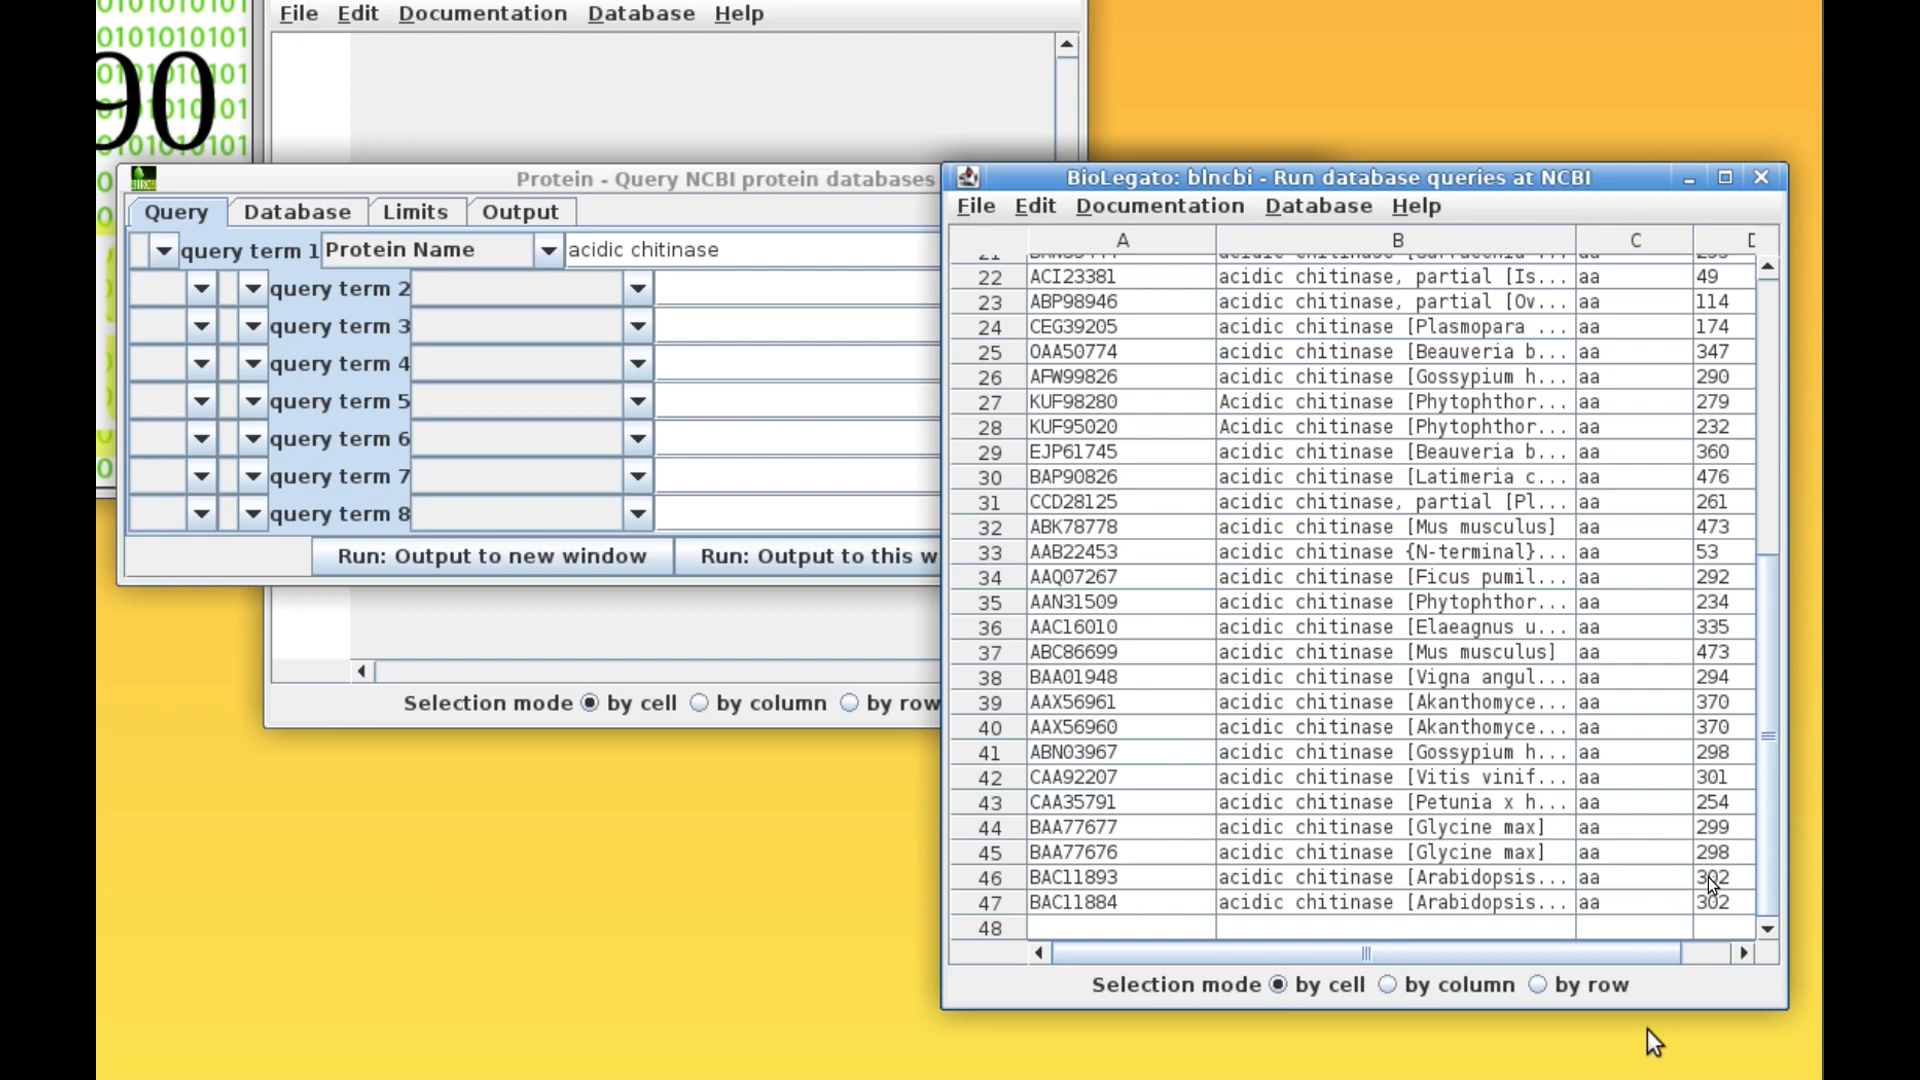 File Edit Documentation Database Help
90
Protein - Query NCBI protein databases
Query Database Limits Output
query term 1 Protein Name acidic chitinase
query term 2
query term 3
query term 4
query term 5
query term 6
query term 7
query term 8
Run: Output to new window Run: Output to this w
Selection mode by cell by column by row
BioLegato: blncbi - Run database queries at NCBI
File Edit Documentation Database Help
A B C
22 ACI23381 acidic chitinase, partial [Is... aa 49
23 ABP98946 acidic chitinase, partial [Ov... aa 114
24 CEG39205 acidic chitinase [Plasmopara ... aa 174
25 OAA50774 acidic chitinase [Beauveria b... aa 347
26 AFW99826 acidic chitinase [Gossypium h... aa 290
27 KUF98280 Acidic chitinase [Phytophthor... aa 279
28 KUF95020 Acidic chitinase [Phytophthor... aa 232
29 EJP61745 acidic chitinase [Beauveria b... aa 360
30 BAP90826 acidic chitinase [Latimeria c... aa 476
31 CCD28125 acidic chitinase, partial [Pl... aa 261
32 ABK78778 acidic chitinase [Mus musculus] aa 473
33 AAB22453 acidic chitinase {N-terminal}... aa 53
34 AAQ07267 acidic chitinase [Ficus pumil... aa 292
35 AAN31509 acidic chitinase [Phytophthor... aa 234
36 AAC16010 acidic chitinase [Elaeagnus u... aa 335
37 ABC86699 acidic chitinase [Mus musculus] aa 473
38 BAA01948 acidic chitinase [Vigna angul... aa 294
39 AAX56961 acidic chitinase [Akanthomyce... aa 370
40 AAX56960 acidic chitinase [Akanthomyce... aa 370
41 ABN03967 acidic chitinase [Gossypium h... aa 298
42 CAA92207 acidic chitinase [Vitis vinif... aa 301
43 CAA35791 acidic chitinase [Petunia x h... aa 254
44 BAA77677 acidic chitinase [Glycine max] aa 299
45 BAA77676 acidic chitinase [Glycine max] aa 298
46 BAC11893 acidic chitinase [Arabidopsis... aa 302
47 BAC11884 acidic chitinase [Arabidopsis... aa 302
48
Selection mode by cell by column by row